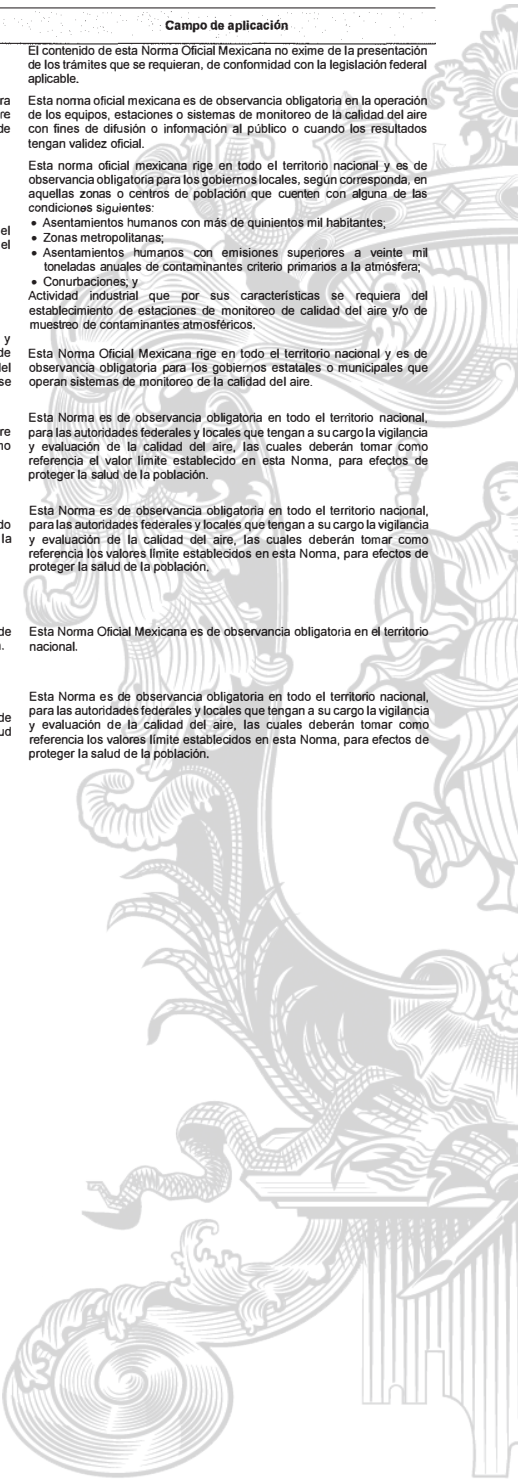 Campo de aplicación
El contenido de esta Norma Oficial Mexicana no exime de la presentación
de los trámites que se requieran, de conformidad con la legislación federal
aplicable.
ra
re
de
Esta norma oficial mexicana es de observancia obligatoria en la operación
de los equipos, estaciones o sistemas de monitoreo de la calidad del aire
con fines de difusión o información al público o cuando los resultados
tengan validez oficial.
el
el
Esta norma oficial mexicana rige en todo el territorio nacional y es de
observancia obligatoria para los gobiernos locales, según corresponda, en
aquellas zonas o centros de población que cuenten con alguna de las
condiciones siguientes:
• Asentamientos humanos con más de quinientos mil habitantes;
• Zonas metropolitanas;
• Asentamientos humanos con emisiones superiores a veinte mil
toneladas anuales de contaminantes criterio primarios a la atmósfera;
• Conurbaciones; y
Actividad industrial que por sus características se requiera del
establecimiento de estaciones de monitoreo de calidad del aire y/o de
muestreo de contaminantes atmosféricos.
y
de
del
se
Esta Norma Oficial Mexicana rige en todo el territorio nacional y es de
observancia obligatoria para los gobiernos estatales o municipales que
operan sistemas de monitoreo de la calidad del aire.
re
mo
Esta Norma es de observancia obligatoria en todo el territorio nacional,
para las autoridades federales y locales que tengan a su cargo la vigilancia
y evaluación de la calidad del aire, las cuales deberán tomar como
referencia el valor límite establecido en esta Norma, para efectos de
proteger la salud de la población.
do
la
Esta Norma es de observancia obligatoria en todo el territorio nacional,
para las autoridades federales y locales que tengan a su cargo la vigilancia
y evaluación de la calidad del aire, las cuales deberán tomar como
referencia los valores límite establecidos en esta Norma, para efectos de
proteger la salud de la población.
de
n.
Esta Norma Oficial Mexicana es de observancia obligatoria en el territorio
nacional.
de
ud
Esta Norma es de observancia obligatoria en todo el territorio nacional,
para las autoridades federales y locales que tengan a su cargo la vigilancia
y evaluación de la calidad del aire, las cuales deberán tomar como
referencia los valores límite establecidos en esta Norma, para efectos de
proteger la salud de la población.